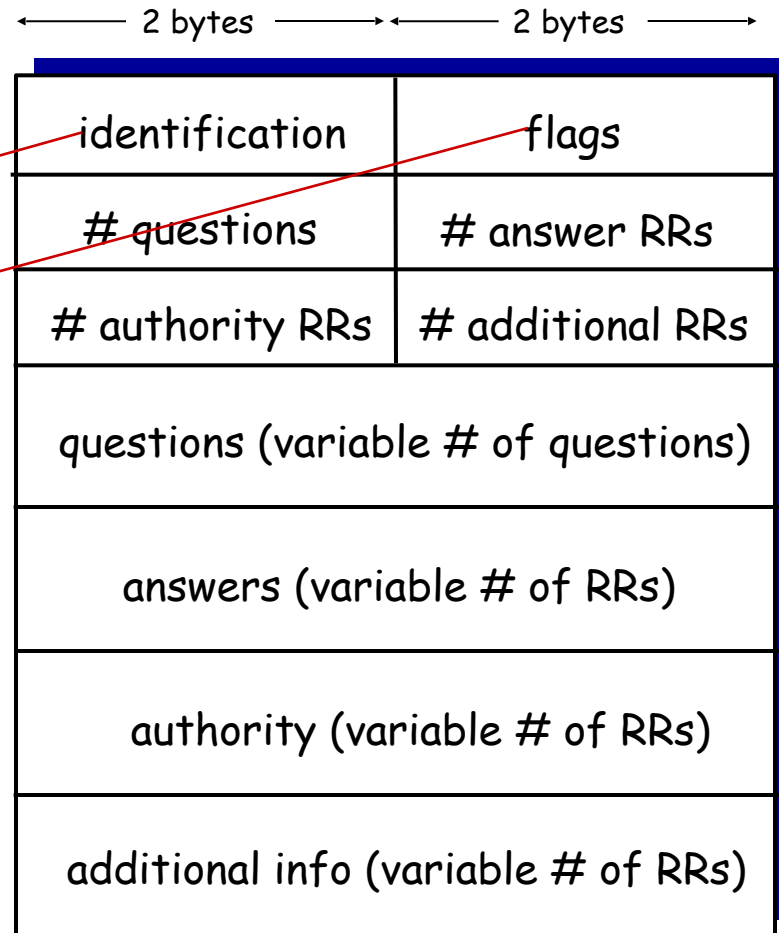 2 bytes 2 bytes
identification flags
# questions # answer RRs
# authority RRs # additional RRs
questions (variable # of questions)
answers (variable # of RRs)
authority (variable # of RRs)
additional info (variable # of RRs)